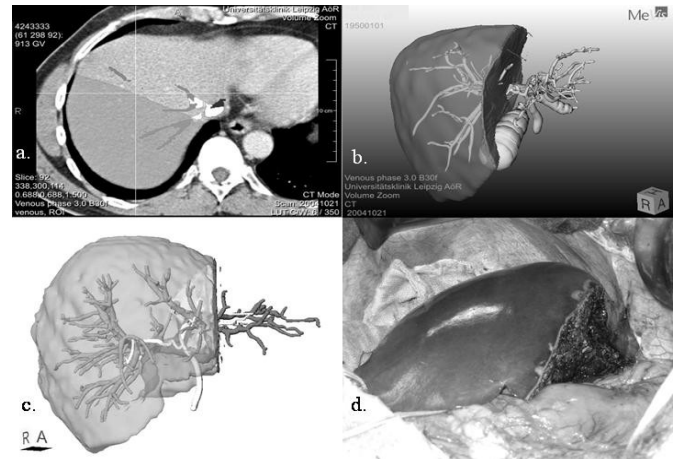 4243333
(61 298 92):
913 GV
Universitätsklinik Leipzig AöR
Volume Zoom
CT
R
10 cm
a.
Slice: 92,
338,300,114
0.688,0.688,1.500
Venous phase 3.0 B30f
venous, ROI
CT Mode
Scan: 20041021
19500101
Me
b.
Venous phase 3.0 B30f
Universitätsklinik Leipzig AöR
Volume Zoom
CT
20041021
R A
c.
R A
d.